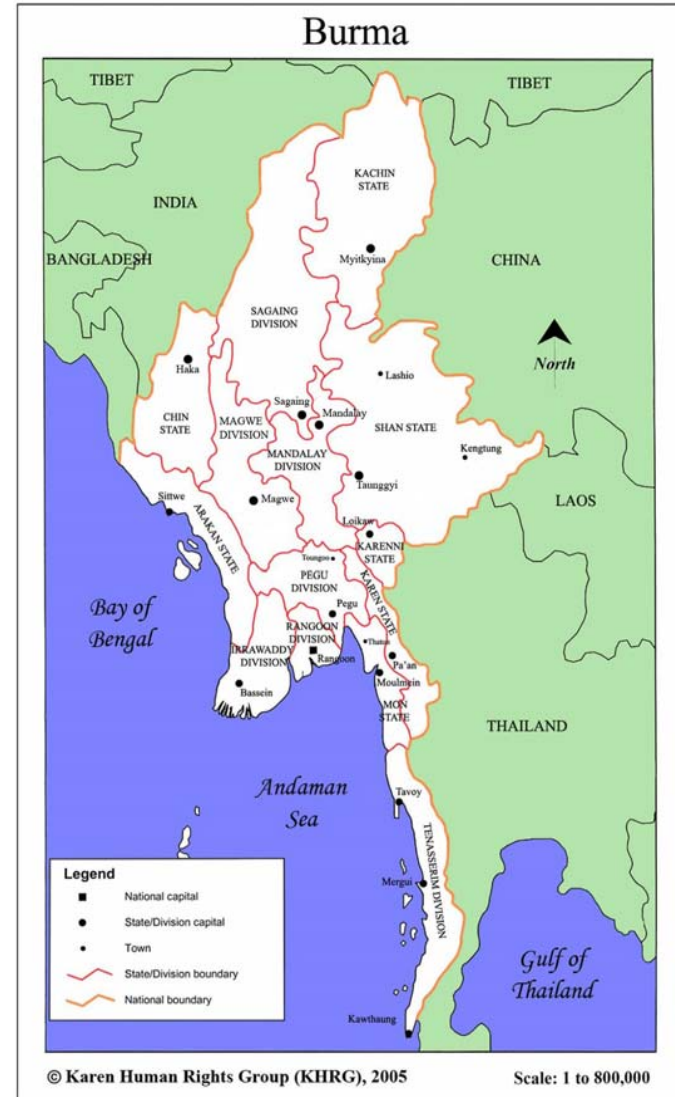 Burma
TIBET
TIBET
KACHIN
STATE
INDIA
BANGLADESH
Myitkyina
CHINA
SAGAING
DIVISION
North
Haka
Lashio
Sagaing
Mandalay
CHIN
STATE
MAGWE
DIVISION
SHAN STATE
MANDALAY
DIVISION
Kengtung
Taunggyi
Sittwe
Magwe
LAOS
ARAKAN STATE
Loikaw
KARENNI
STATE
Toungoo
PEGU
DIVISION
KAREN STATE
Bay of
Bengal
Pegu
RANGOON
DIVISION
IRRAWADDY
DIVISION
Rangoon
Thaton
Pa'an
Bassein
Moulmein
MON
STATE
THAILAND
Andaman
Sea
Tavoy
TENASSERIM DIVISION
Mergui
Legend
National capital
State/Division capital
Town
State/Division boundary
National boundary
Gulf of
Thailand
Kawthaung
© Karen Human Rights Group (KHRG), 2005
Scale: 1 to 800,000